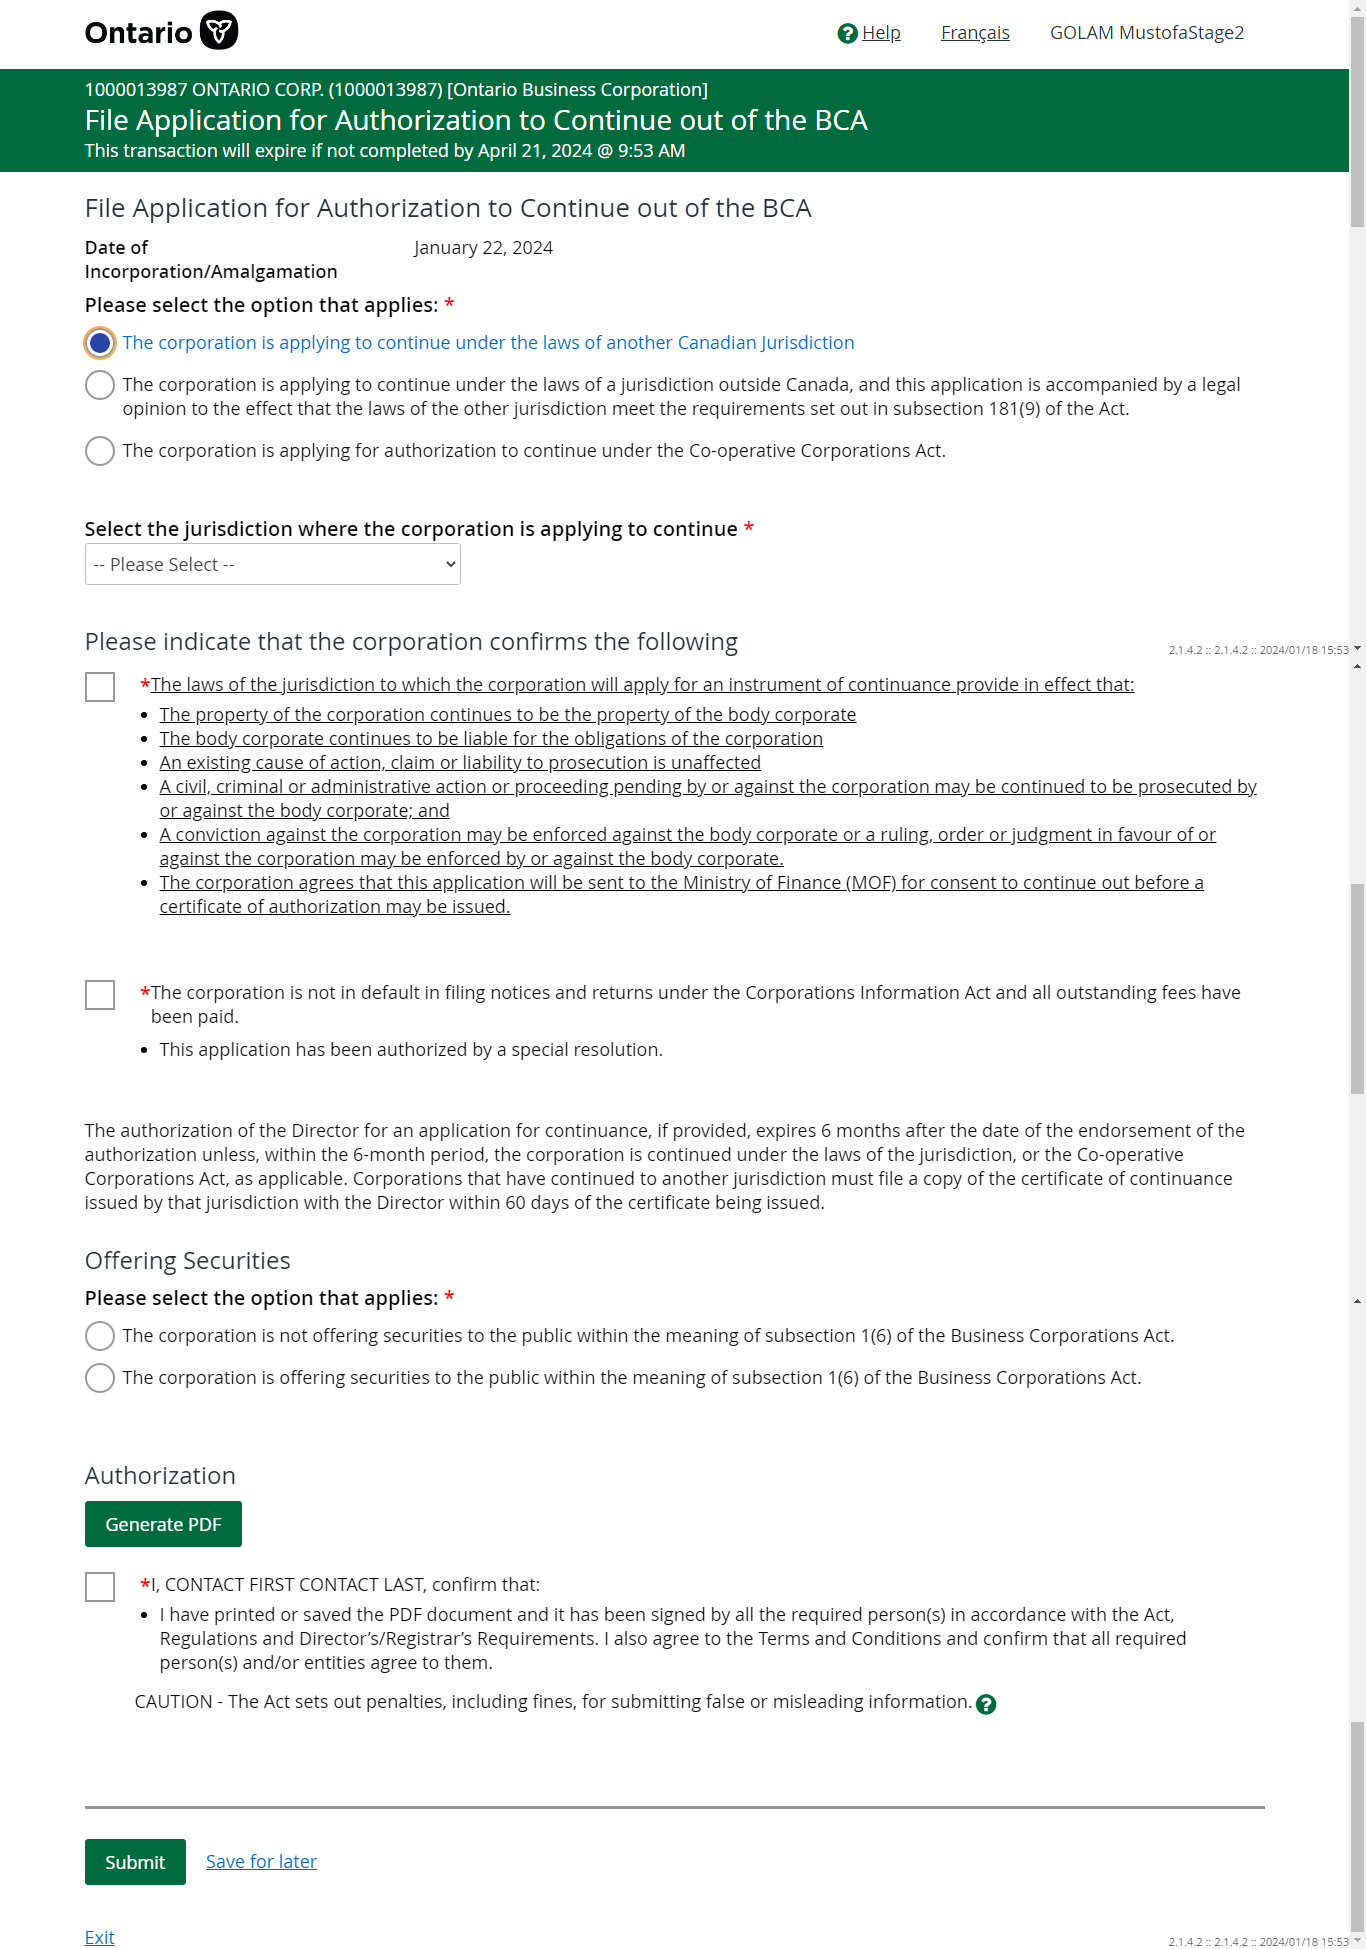 Ontario
Help Français GOLAM MustofaStage2
1000013987 ONTARIO CORP. (1000013987) [Ontario Business Corporation]
File Application for Authorization to Continue out of the BCA
This transaction will expire if not completed by April 21, 2024 @ 9:53 AM
File Application for Authorization to Continue out of the BCA
Date of January 22, 2024
Incorporation/Amalgamation
Please select the option that applies: *
The corporation is applying to continue under the laws of another Canadian Jurisdiction
The corporation is applying to continue under the laws of a jurisdiction outside Canada, and this application is accompanied by a legal
opinion to the effect that the laws of the other jurisdiction meet the requirements set out in subsection 181(9) of the Act.
The corporation is applying for authorization to continue under the Co-operative Corporations Act.
Select the jurisdiction where the corporation is applying to continue *
-- Please Select --
Please indicate that the corporation confirms the following
2.1.4.2 :: 2.1.4.2 :: 2024/01/18 15:53
*The laws of the jurisdiction to which the corporation will apply for an instrument of continuance provide in effect that:
• The property of the corporation continues to be the property of the body corporate
• The body corporate continues to be liable for the obligations of the corporation
• An existing cause of action, claim or liability to prosecution is unaffected
• A civil, criminal or administrative action or proceeding pending by or against the corporation may be continued to be prosecuted by
or against the body corporate; and
• A conviction against the corporation may be enforced against the body corporate or a ruling, order or judgment in favour of or
against the corporation may be enforced by or against the body corporate.
• The corporation agrees that this application will be sent to the Ministry of Finance (MOF) for consent to continue out before a
certificate of authorization may be issued.
*The corporation is not in default in filing notices and returns under the Corporations Information Act and all outstanding fees have
been paid.
• This application has been authorized by a special resolution.
The authorization of the Director for an application for continuance, if provided, expires 6 months after the date of the endorsement of the
authorization unless, within the 6-month period, the corporation is continued under the laws of the jurisdiction, or the Co-operative
Corporations Act, as applicable. Corporations that have continued to another jurisdiction must file a copy of the certificate of continuance
issued by that jurisdiction with the Director within 60 days of the certificate being issued.
Offering Securities
Please select the option that applies: *
The corporation is not offering securities to the public within the meaning of subsection 1(6) of the Business Corporations Act.
The corporation is offering securities to the public within the meaning of subsection 1(6) of the Business Corporations Act.
Authorization
Generate PDF
*I, CONTACT FIRST CONTACT LAST, confirm that:
• I have printed or saved the PDF document and it has been signed by all the required person(s) in accordance with the Act,
Regulations and Director’s/Registrar’s Requirements. I also agree to the Terms and Conditions and confirm that all required
person(s) and/or entities agree to them.
CAUTION - The Act sets out penalties, including fines, for submitting false or misleading information.
Submit Save for later
Exit
2.1.4.2 :: 2.1.4.2 :: 2024/01/18 15:53